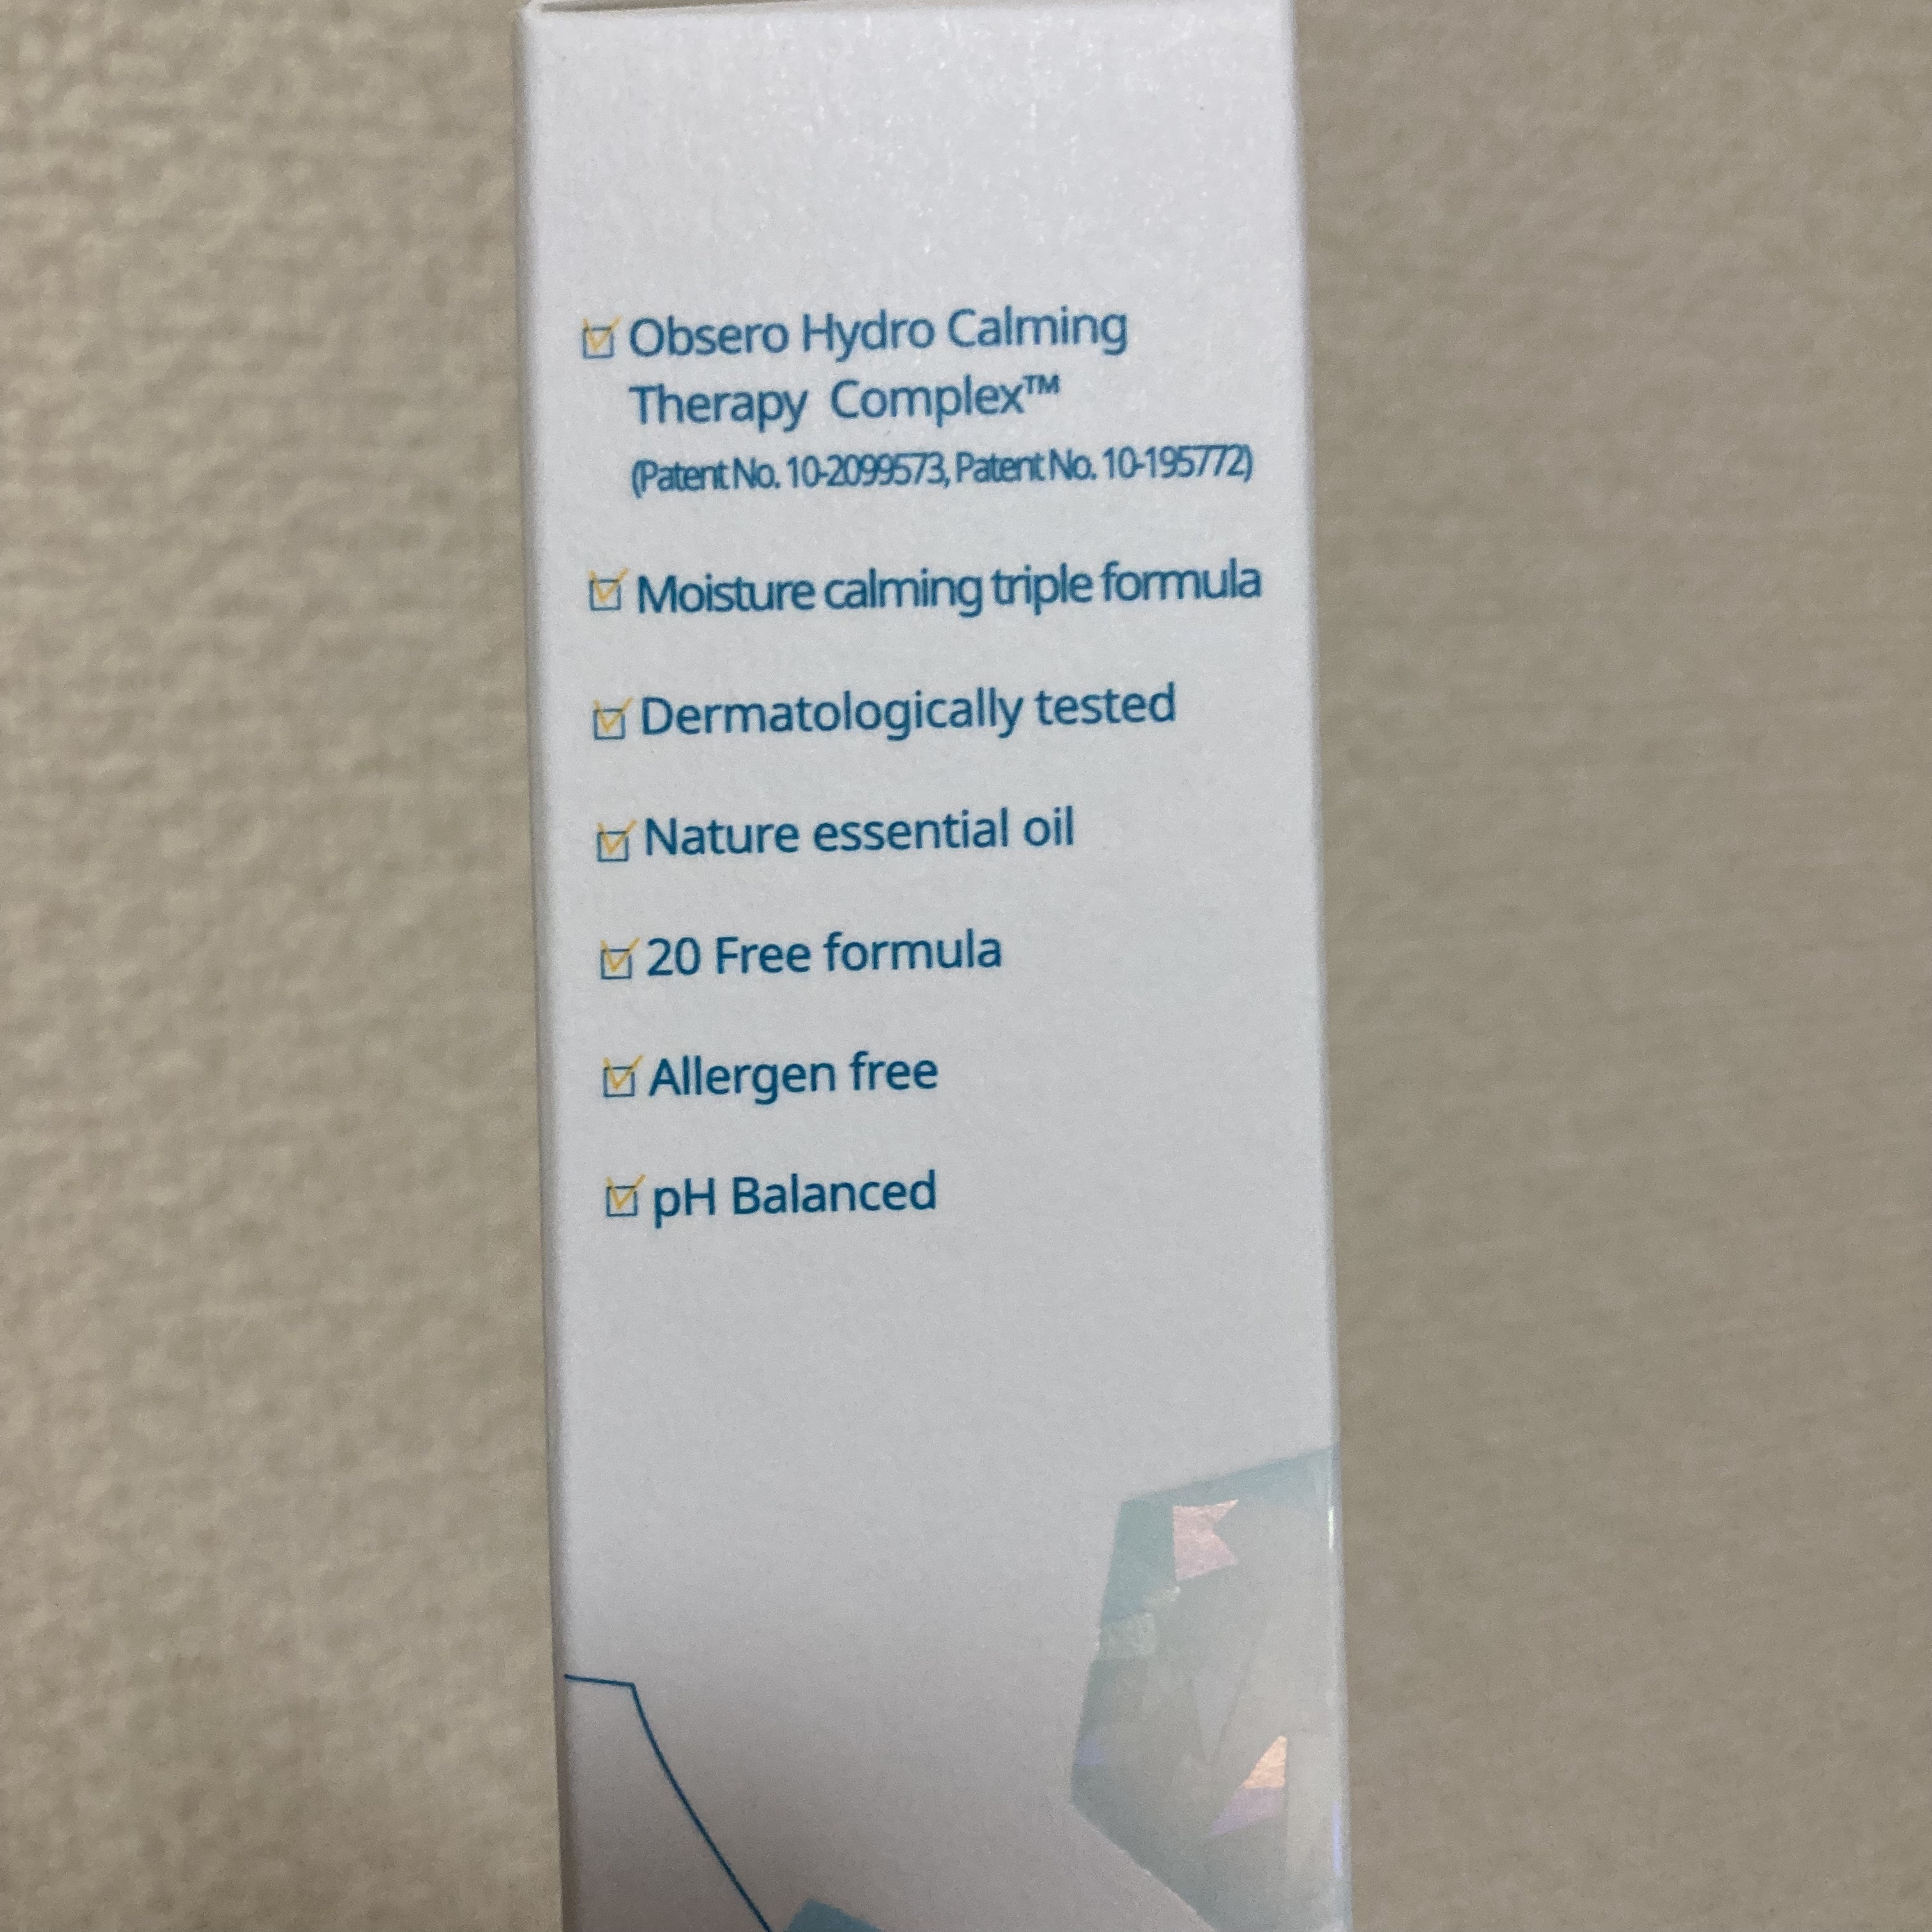 Obsero Hydro Calming
Therapy Complex™
(Patent No. 10-2099573, Patent No. 10-195772)
Moisture calming triple formula
Dermatologically tested
Nature essential oil
20 Free formula
Allergen free
pH Balanced